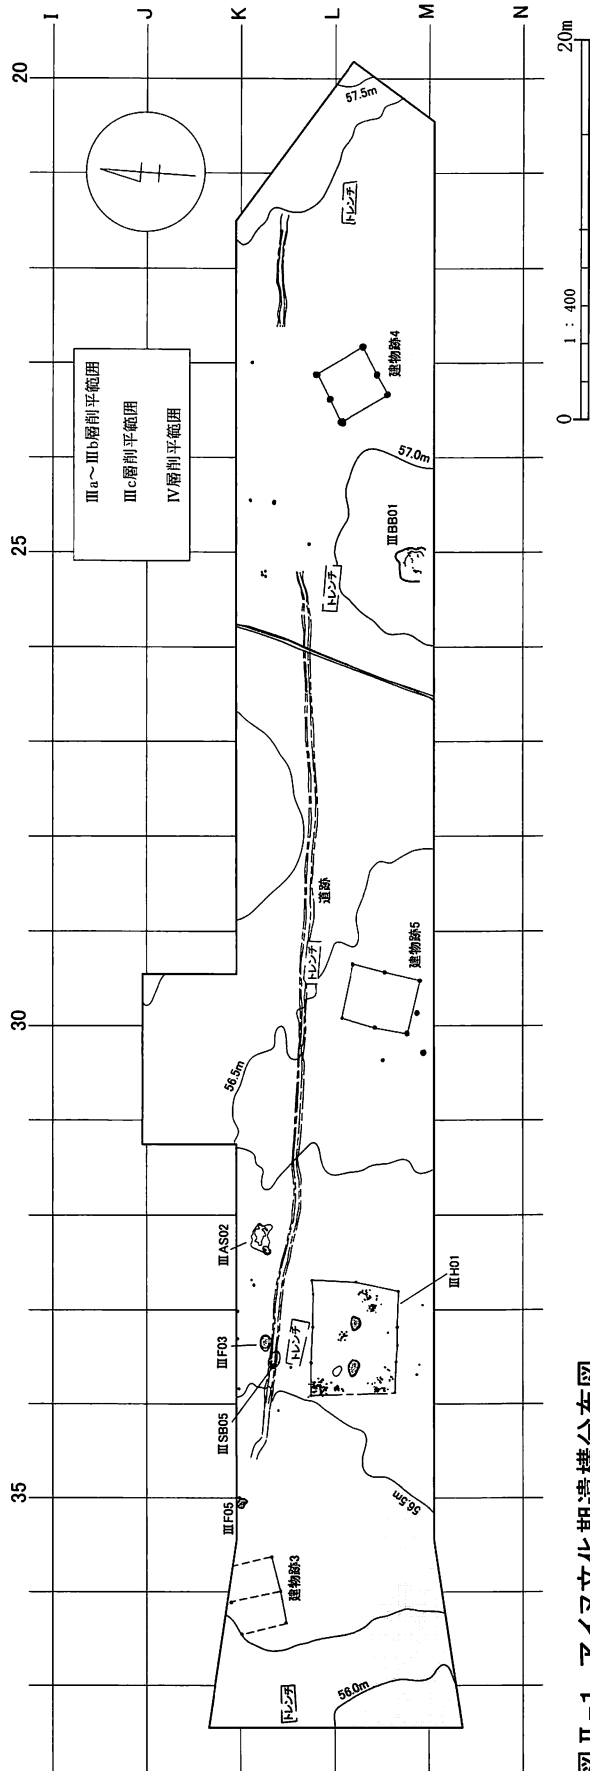 I
J
K
L
M
N
20
25
30
35
Ⅲa～Ⅲb層削平範囲
Ⅲc層削平範囲
Ⅳ層削平範囲
57.5m
トレンチ
建物跡4
57.0m
ⅢBB01
トレンチ
道跡
トレンチ
建物跡5
56.5m
ⅢAS02
ⅢF03
ⅢSB05
トレンチ
ⅢH01
ⅢF05
56.5m
建物跡3
トレンチ
56.0m
0
1 : 400
20m
図Ⅱ-1 アイヌ文化期遺構分布図